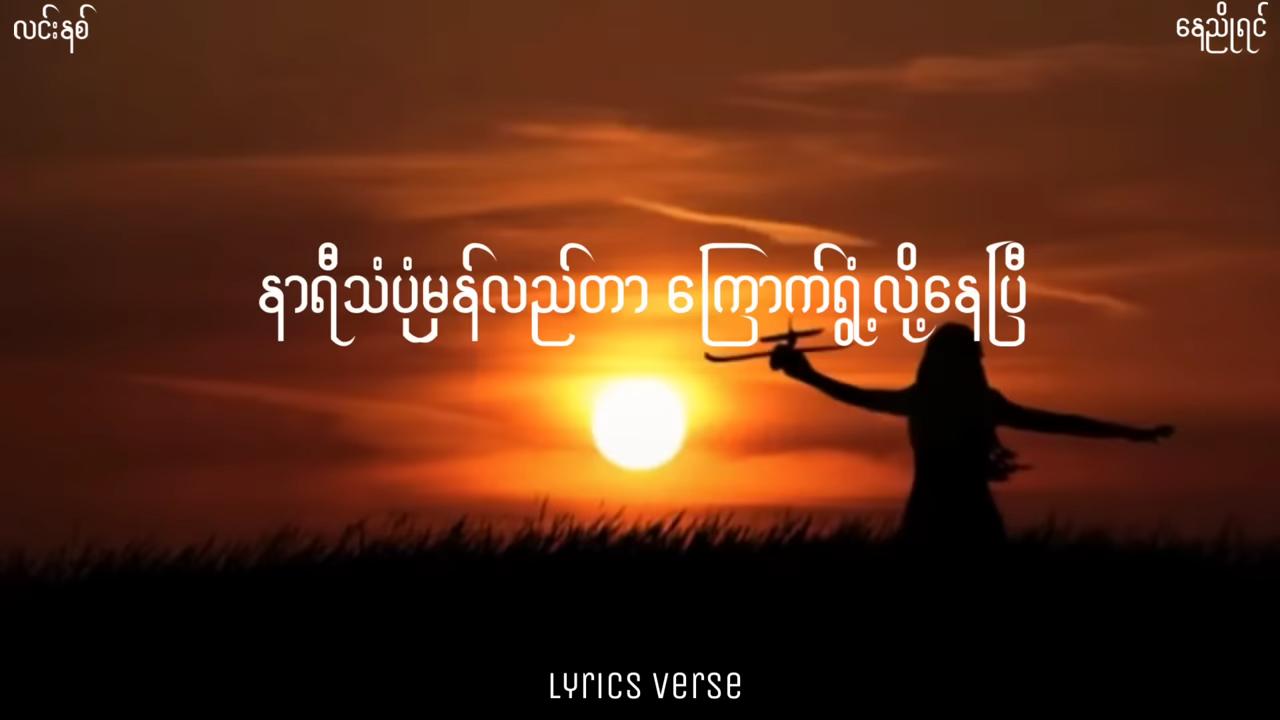 လင်းနစ်
နေညိုရင်
နာရီသံပုံမှန်လည်တာ ကြောက်ရွံ့လို့နေပြီ
Lyrics Verse